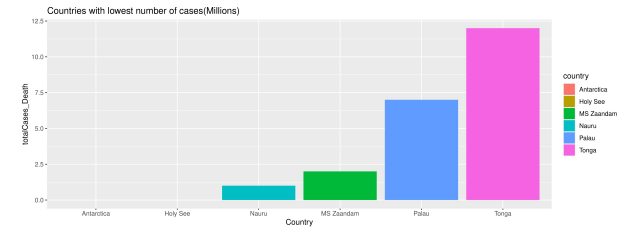 Countries with lowest number of cases(Millions)
12.5
10.0
7.5
5.0
2.5
0.0
totalCases_Death
Antarctica
Holy See
Nauru
MS Zaandam
Palau
Tonga
Country
country
Antarctica
Holy See
MS Zaandam
Nauru
Palau
Tonga